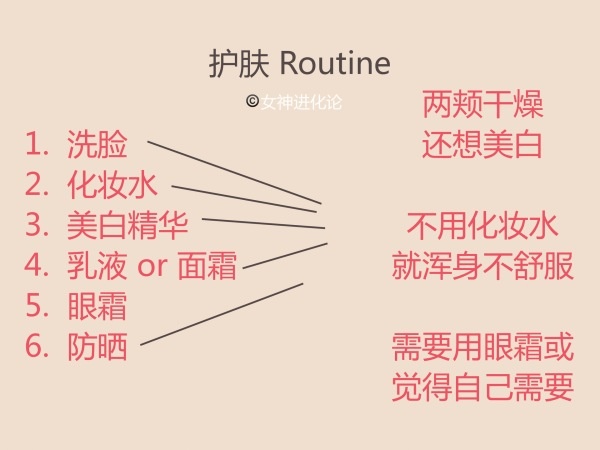 护肤 Routine
©女神进化论
1. 洗脸
2. 化妆水
3. 美白精华
4. 乳液 or 面霜
5. 眼霜
6. 防晒
两颊干燥
还想美白
不用化妆水
就浑身不舒服
需要用眼霜或
觉得自己需要